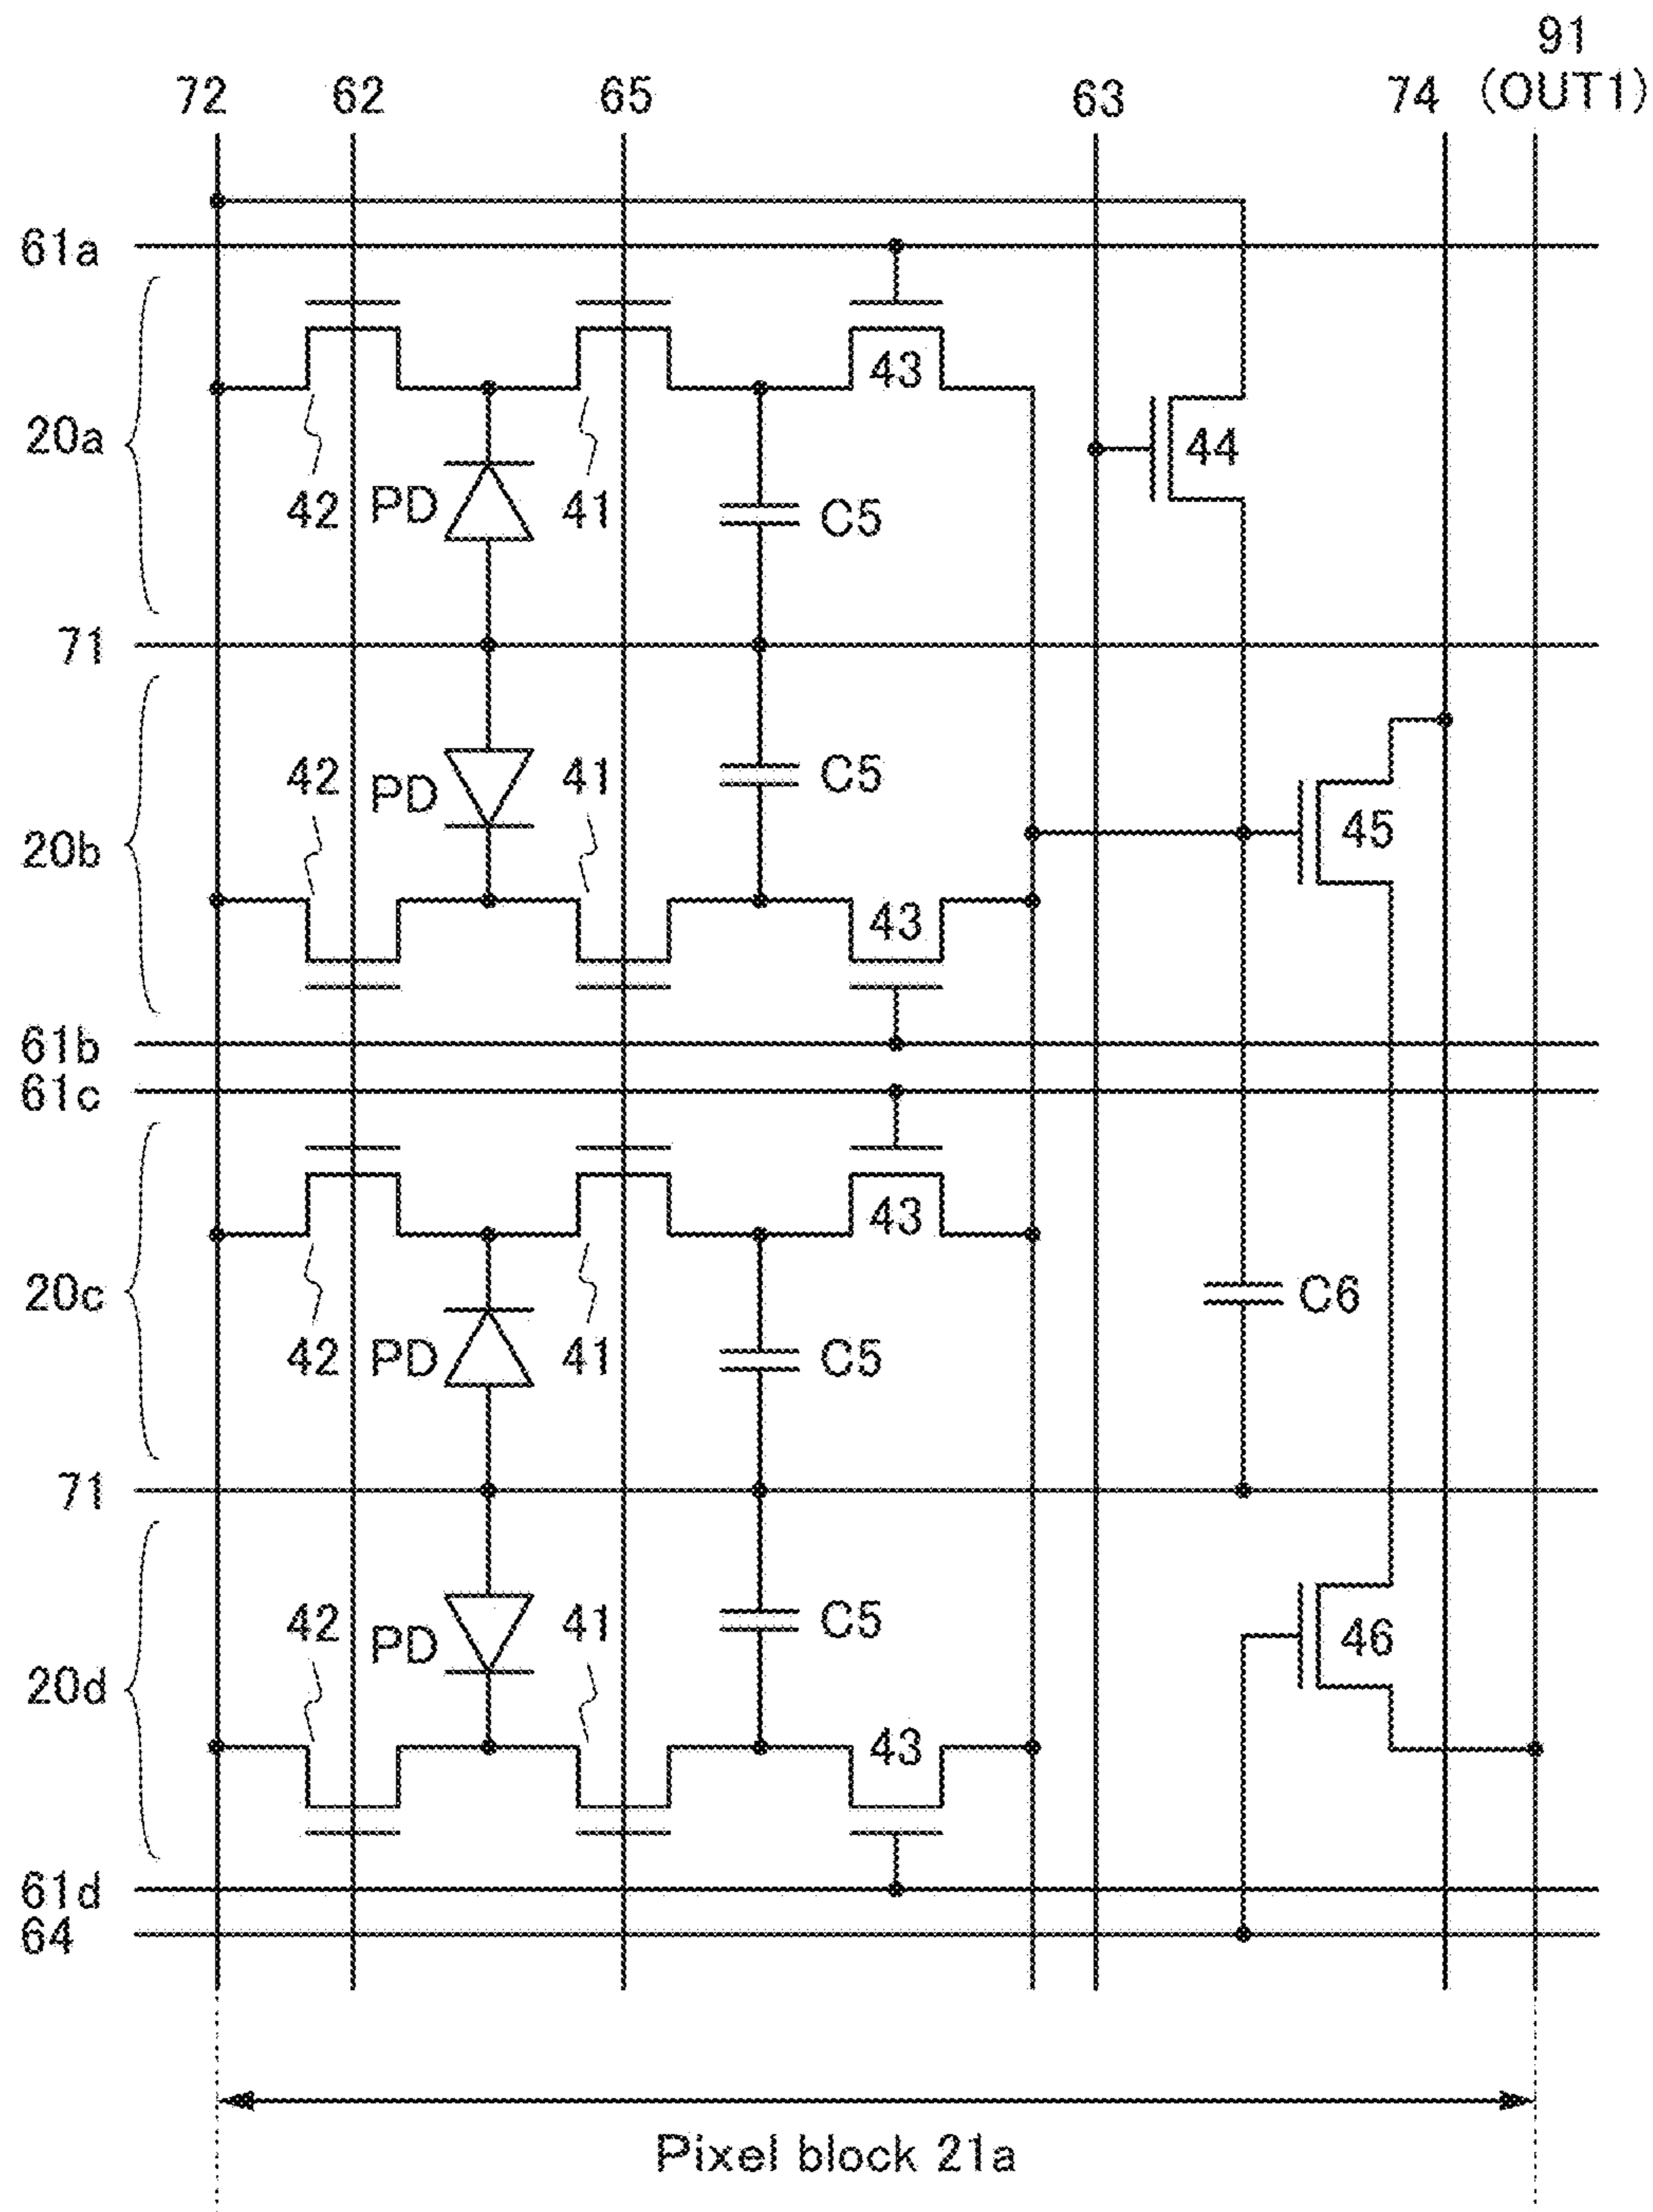 91
72 62 65 63 74 (OUT1)
61a
43
20a
44
42 PD 41 C5
71
42 PD 41 C5
45
20b
43
61b
61c
43
20c
C6
42 PD 41 C5
71
42 PD 41 C5
46
20d
43
61d
64
Pixel block 21a